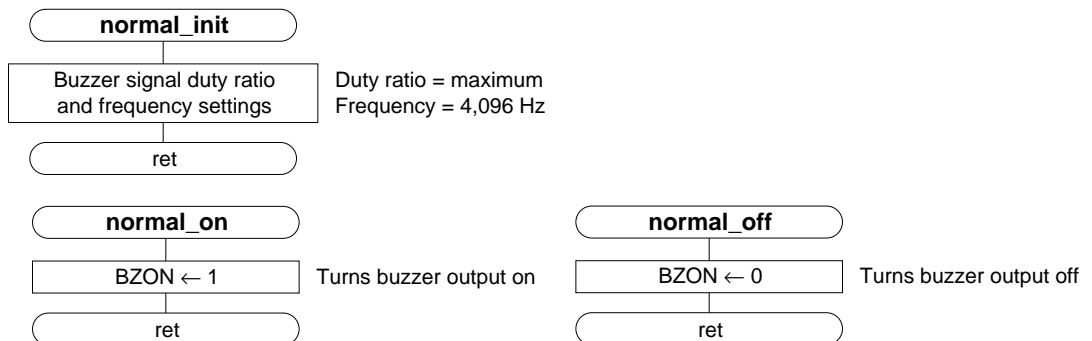 normal_init
Buzzer signal duty ratio
and frequency settings
Duty ratio = maximum
Frequency = 4,096 Hz
ret
normal_on
BZON ← 1
Turns buzzer output on
ret
normal_off
BZON ← 0
Turns buzzer output off
ret